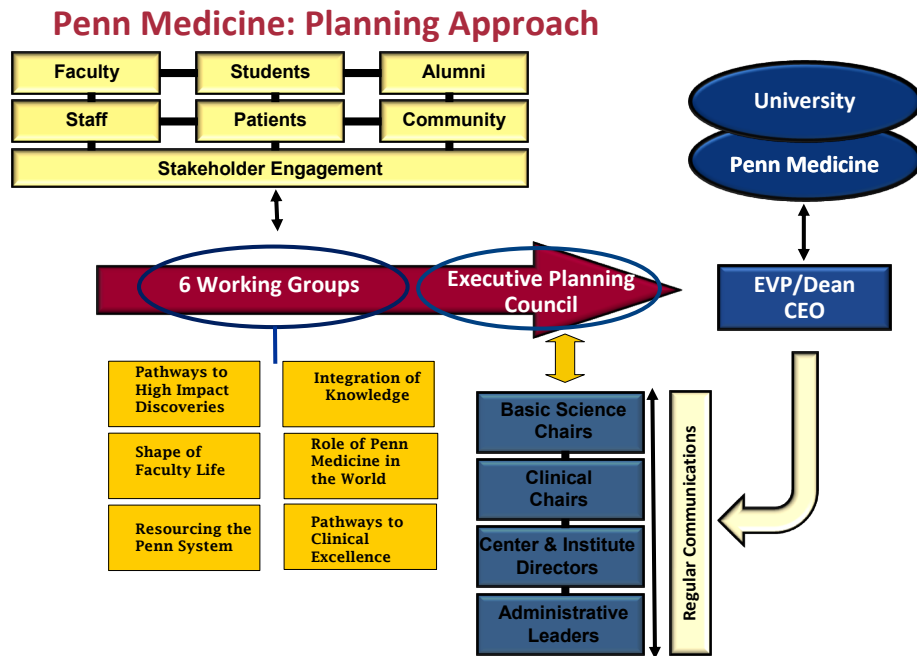 Penn Medicine: Planning Approach
Faculty
Students
Alumni
Staff
Patients
Community
Stakeholder Engagement
University
Penn Medicine
6 Working Groups
Executive Planning
Council
EVP/Dean
CEO
Pathways to
High Impact
Discoveries
Integration of
Knowledge
Shape of
Faculty Life
Role of Penn
Medicine in
the World
Resourcing the
Penn System
Pathways to
Clinical
Excellence
Basic Science
Chairs
Clinical
Chairs
Center & Institute
Directors
Administrative
Leaders
Regular Communications